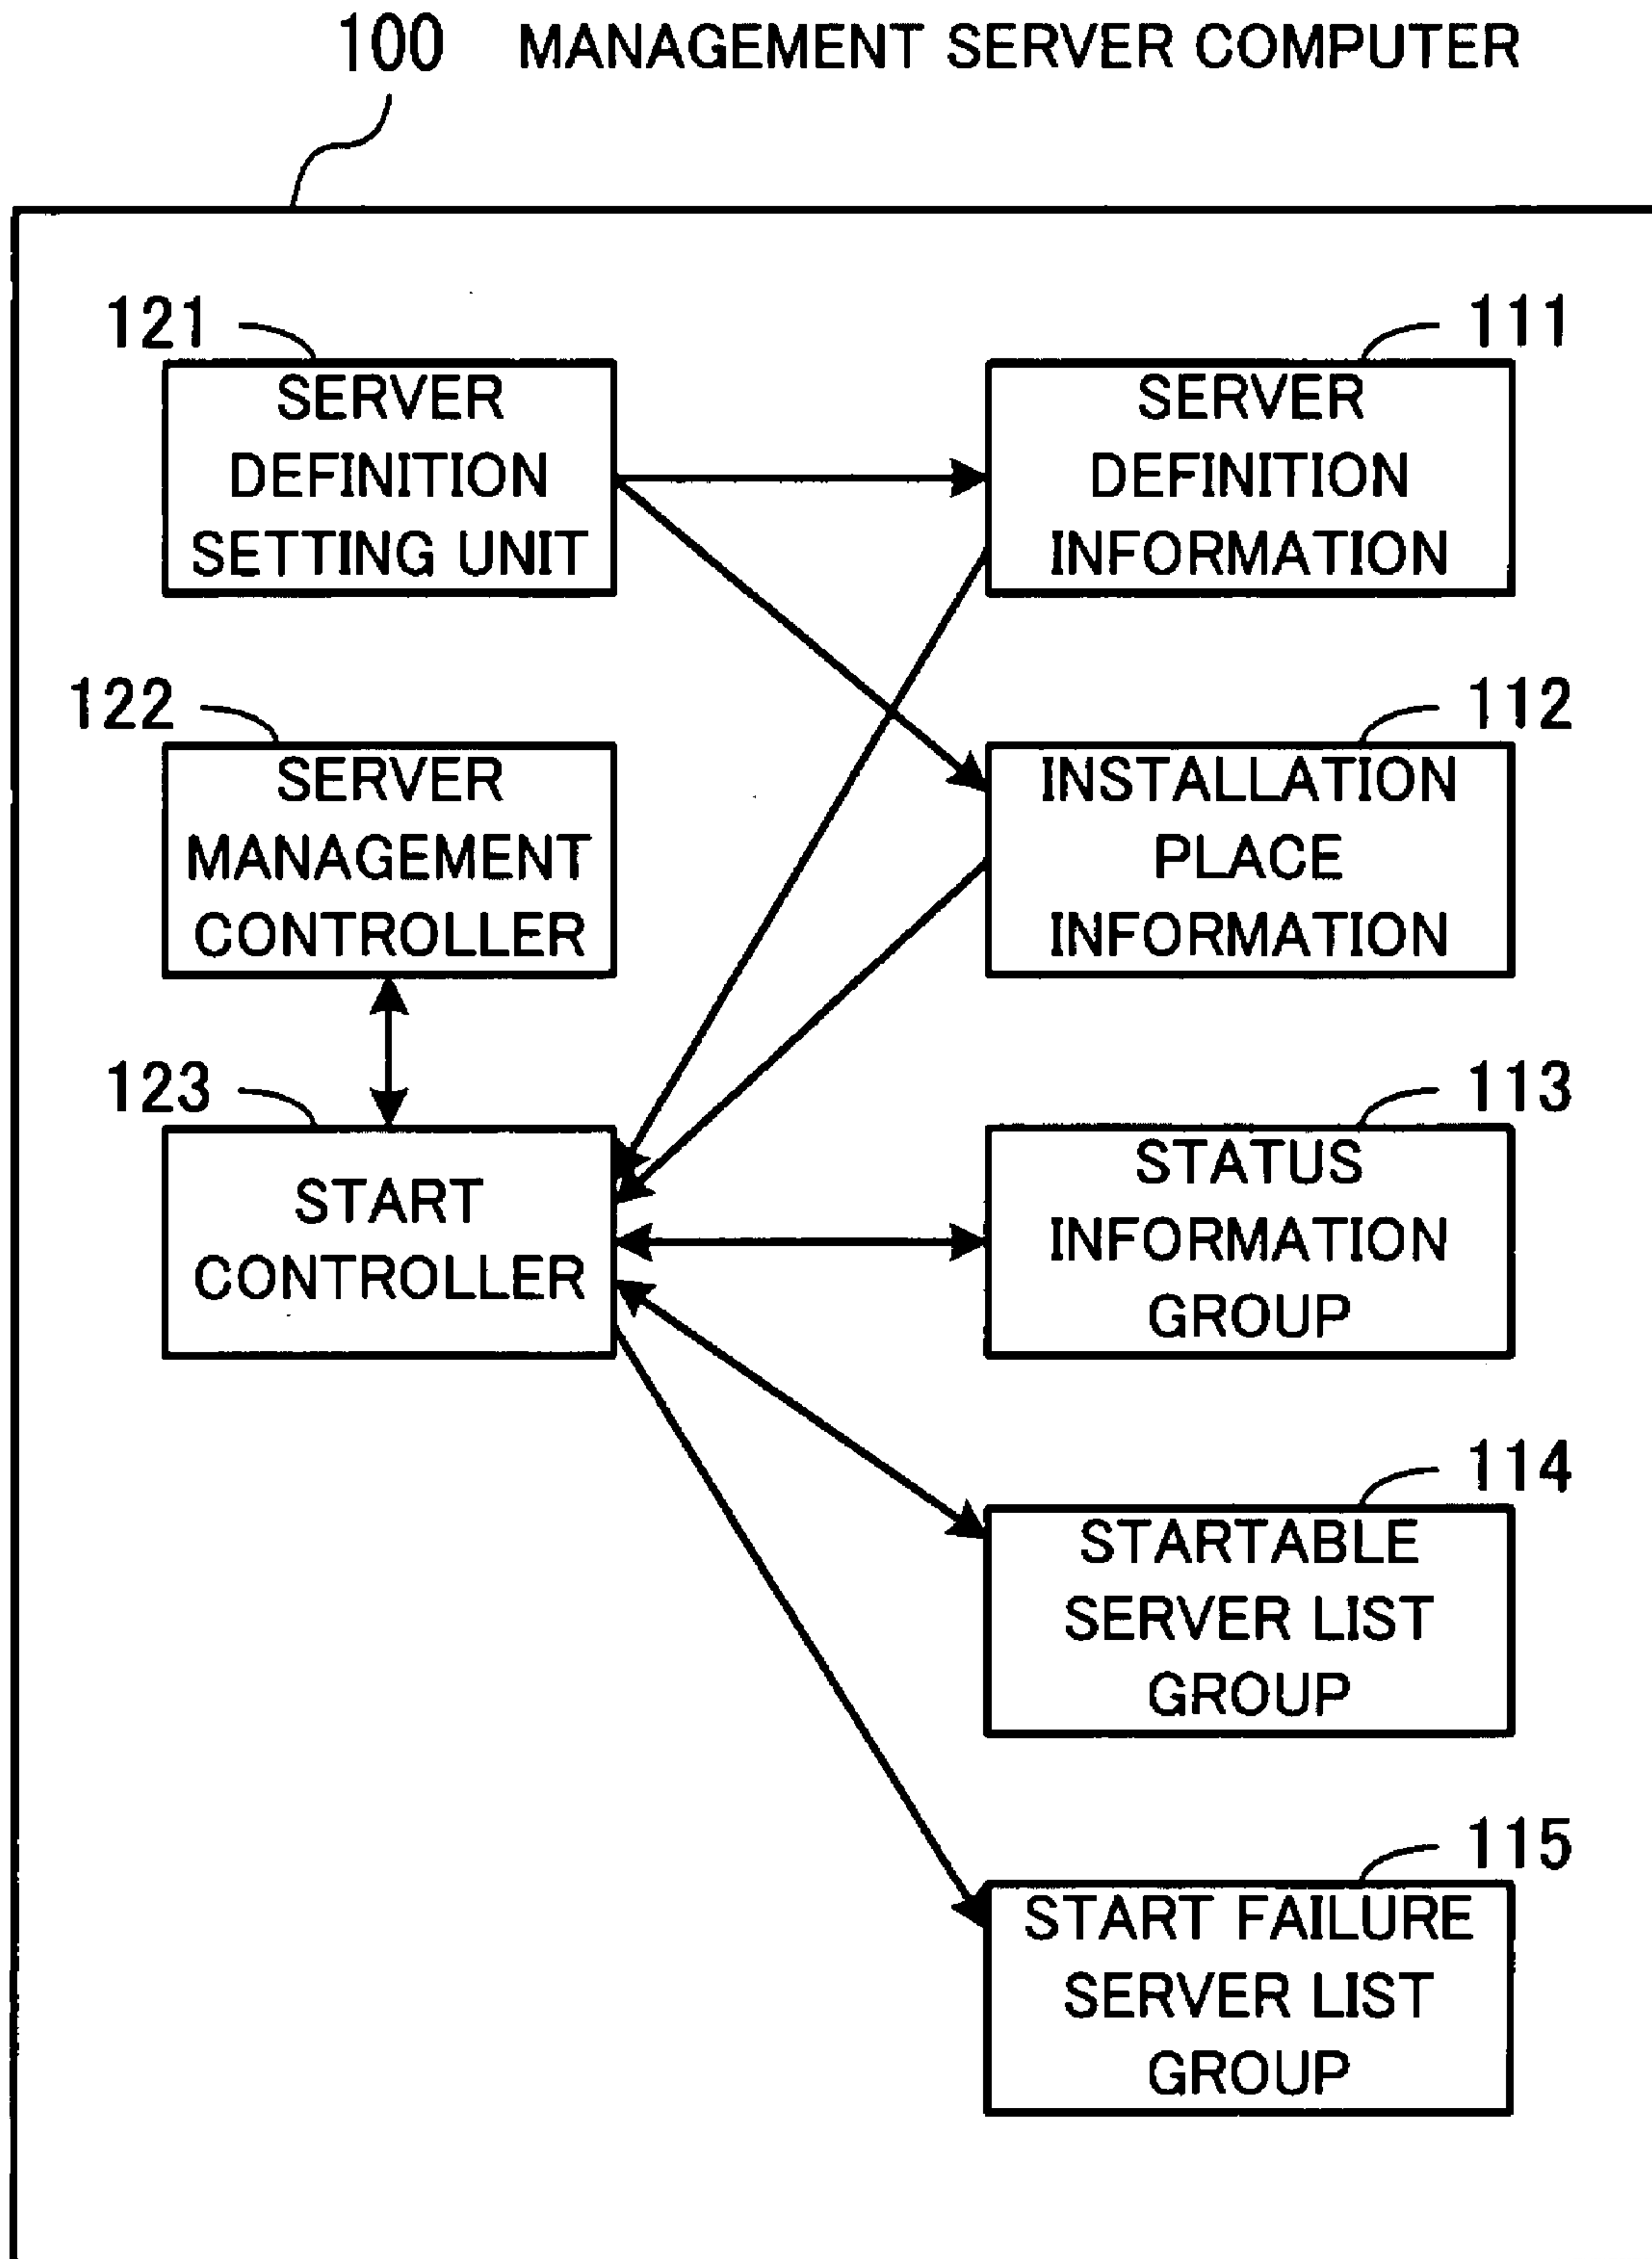 100 MANAGEMENT SERVER COMPUTER
121
SERVER
DEFINITION
SETTING UNIT
111
SERVER
DEFINITION
INFORMATION
122
SERVER
MANAGEMENT
CONTROLLER
112
INSTALLATION
PLACE
INFORMATION
123
START
CONTROLLER
113
STATUS
INFORMATION
GROUP
114
STARTABLE
SERVER LIST
GROUP
115
START FAILURE
SERVER LIST
GROUP